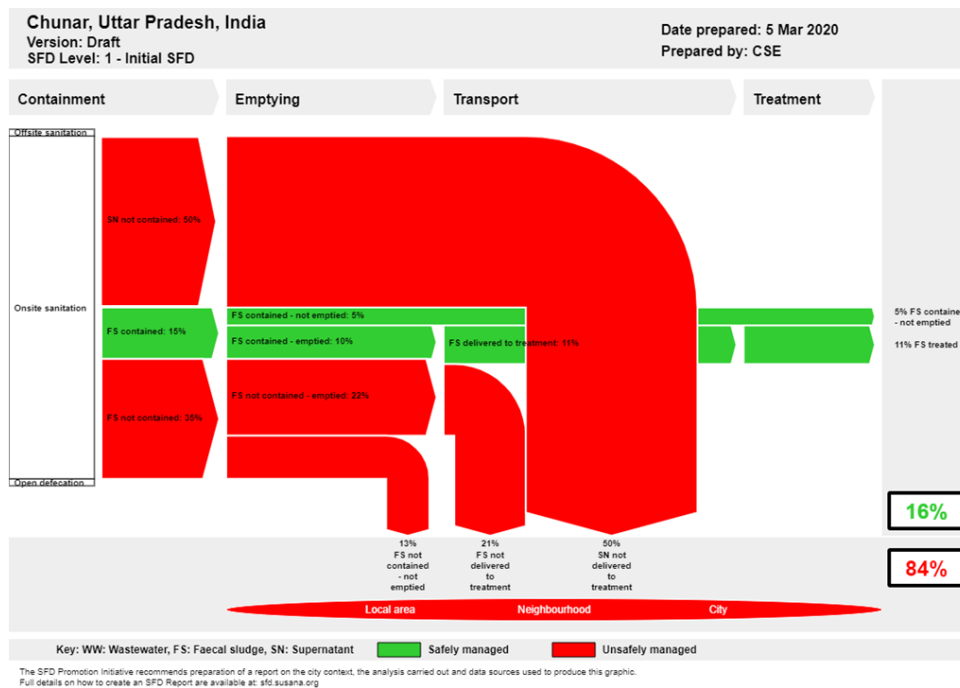 Chunar, Uttar Pradesh, India
Version: Draft
SFD Level: 1 - Initial SFD
Date prepared: 5 Mar 2020
Prepared by: CSE
Containment
Emptying
Transport
Treatment
Offsite sanitation
SN not contained: 50%
Onsite sanitation
FS contained: 15%
FS not contained: 35%
Open defecation
FS contained - not emptied: 5%
FS contained - emptied: 10%
FS delivered to treatment: 11%
FS not contained - emptied: 22%
5% FS containe
- not emptied
11% FS treated
16%
84%
13%
FS not
contained
- not
emptied
21%
FS not
delivered
to
treatment
50%
SN not
delivered
to
treatment
Local area
Neighbourhood
City
Key: WW: Wastewater, FS: Faecal sludge, SN: Supernatant
Safely managed
Unsafely managed
The SFD Promotion Initiative recommends preparation of a report on the city context, the analysis carried out and data sources used to produce this graphic.
Full details on how to create an SFD Report are available at: sfd.susana.org